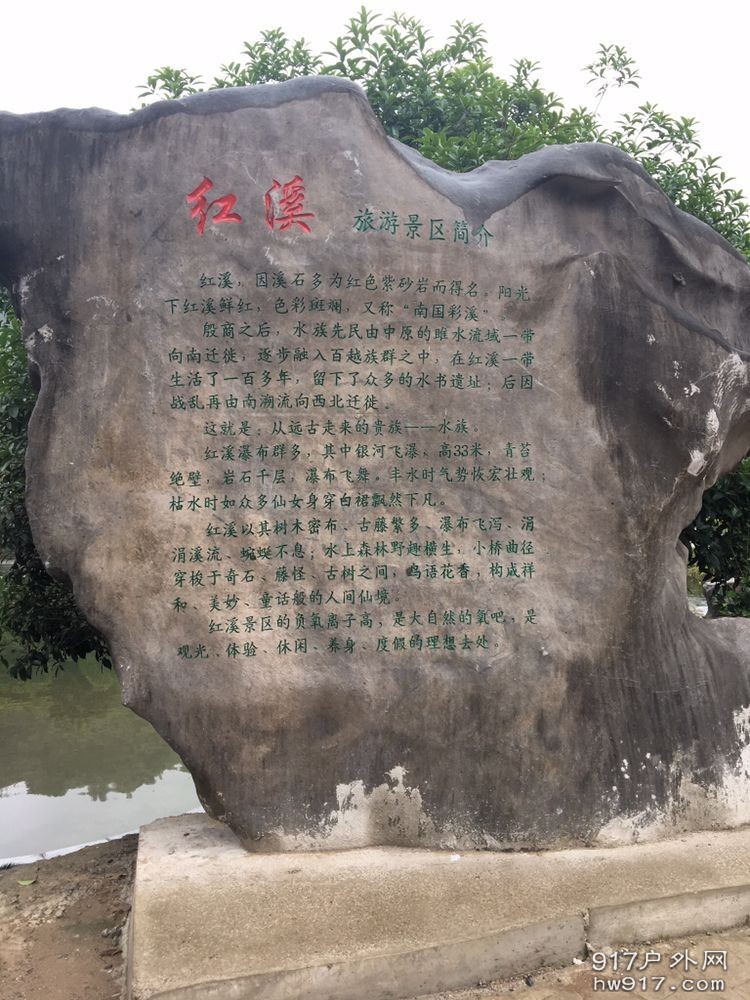 红溪 旅游景区简介
红溪，因溪石多为红色紫砂岩而得名。阳光
下红溪鲜红，色彩斑斓，又称“南国彩溪”。
殷商之后，水族先民由中原的睢水流域一带
向南迁徙，逐步融入百越族群之中，在红溪一带
生活了一百多年，留下了众多的水书遗址；后因
战乱再由南溯流向西北迁徙。
这就是：从远古走来的贵族——水族。
红溪瀑布群多，其中银河飞瀑、高33米，青苔
绝壁，岩石千层，瀑布飞舞。丰水时气势恢宏壮观；
枯水时如众多仙女身穿白裙飘然下凡。
红溪以其树木密布、古藤繁多、瀑布飞泻、涓
涓溪流、蜿蜒不息；水上森林野趣横生，小桥曲径
穿梭于奇石、藤怪、古树之间，鸟语花香，构成祥
和、美妙、童话般的人间仙境。
红溪景区的负氧离子高，是大自然的氧吧，是
观光、体验、休闲、养身、度假的理想去处。
917户外网
hw917.com